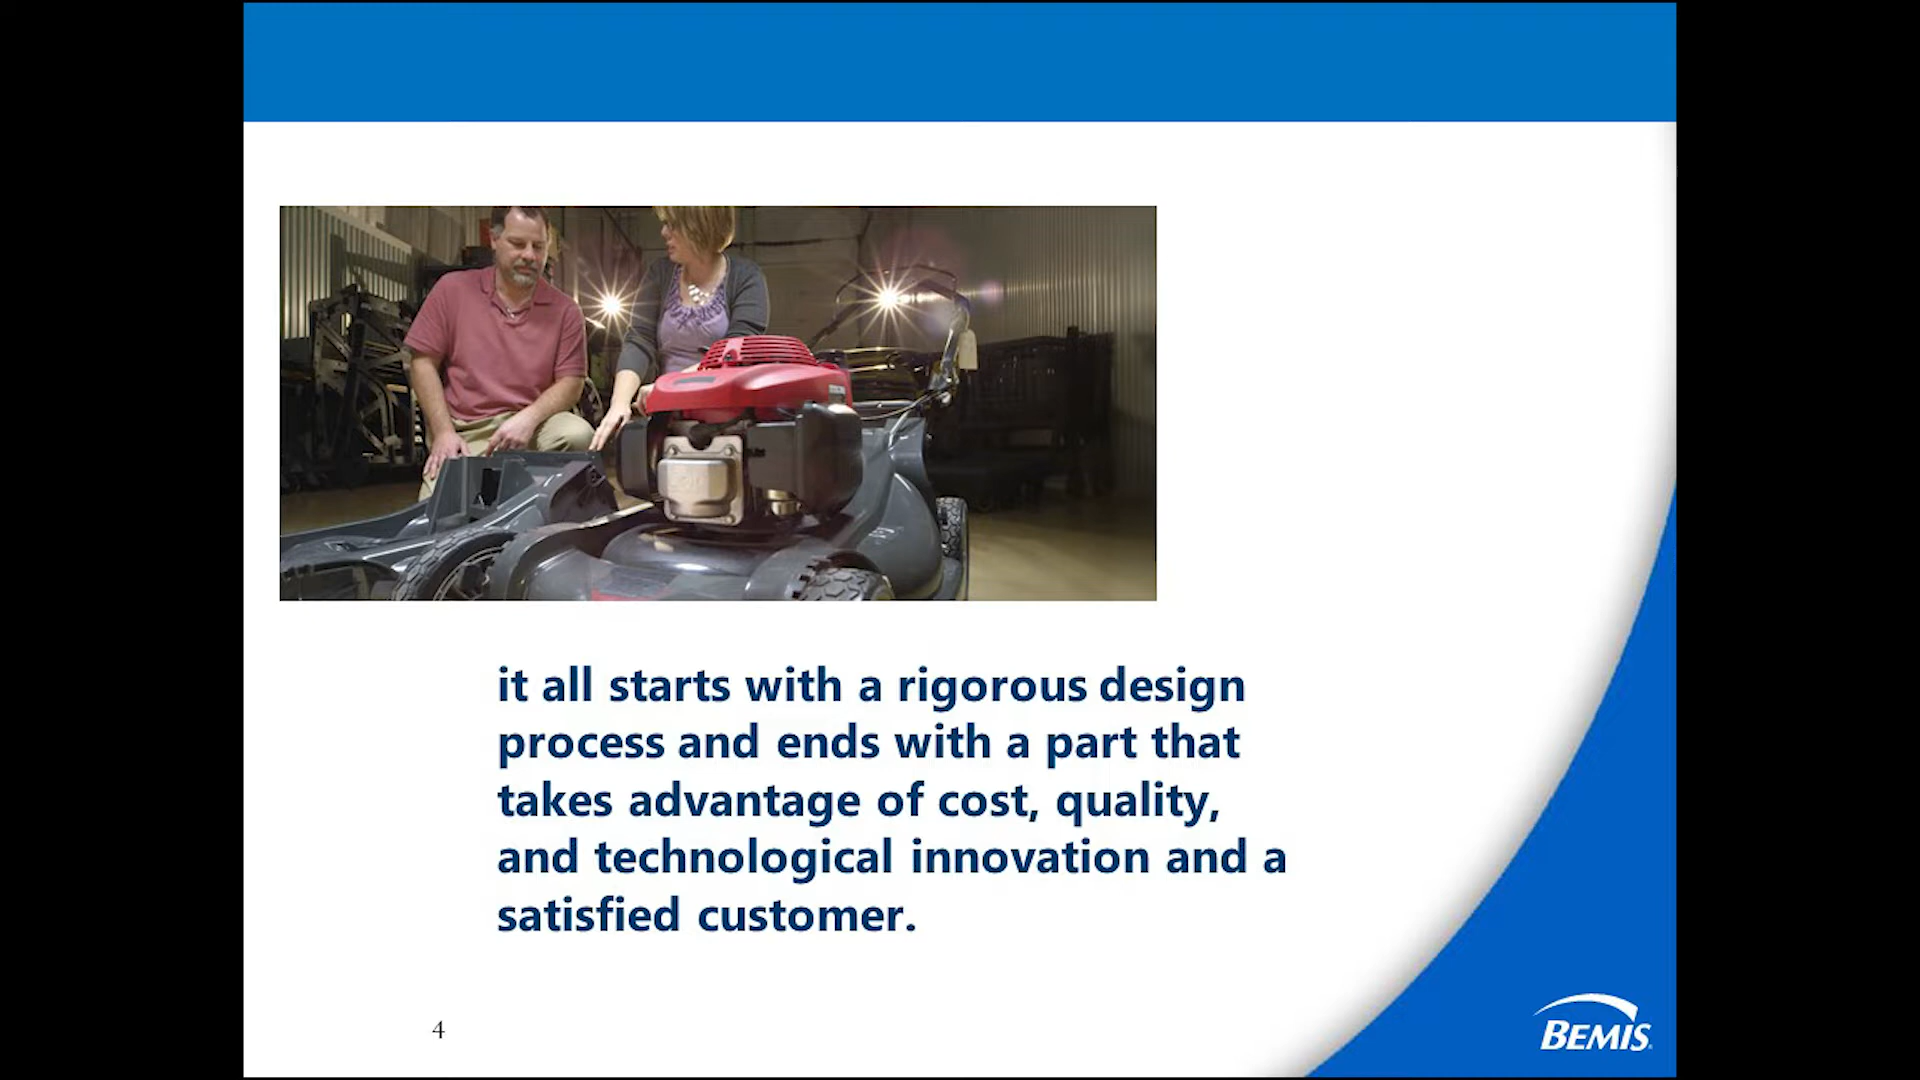 it all starts with a rigorous design
process and ends with a part that
takes advantage of cost, quality,
and technological innovation and a
satisfied customer.
4
BEMIS